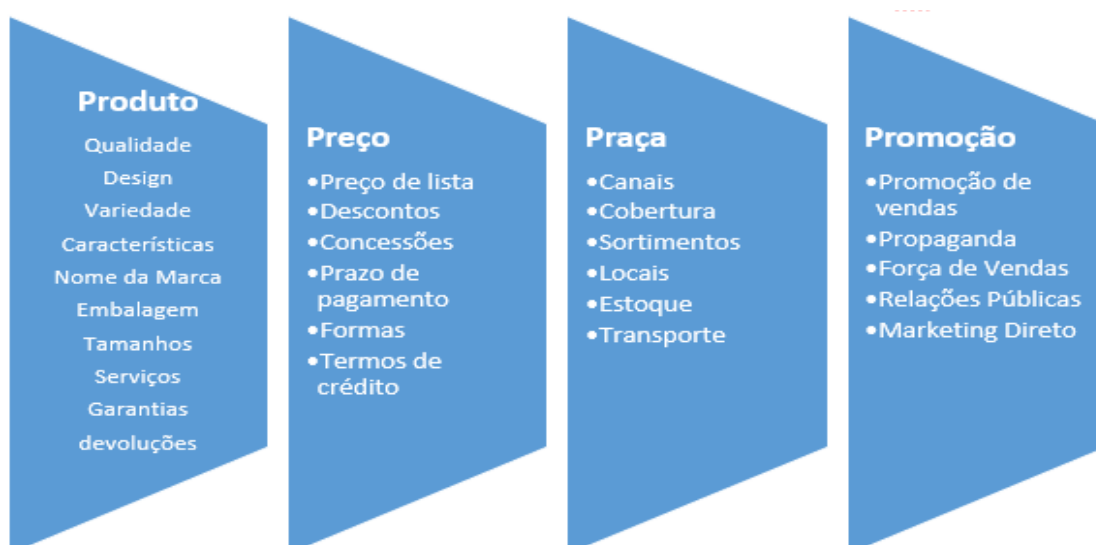 Produto
Qualidade
Design
Variedade
Características
Nome da Marca
Embalagem
Tamanhos
Serviços
Garantias
devoluções
Preço
•Preço de lista
•Descontos
•Concessões
•Prazo de
pagamento
•Formas
•Termos de
crédito
Praça
•Canais
•Cobertura
•Sortimentos
•Locais
•Estoque
•Transporte
Promoção
•Promoção de
vendas
•Propaganda
•Força de Vendas
•Relações Públicas
•Marketing Direto